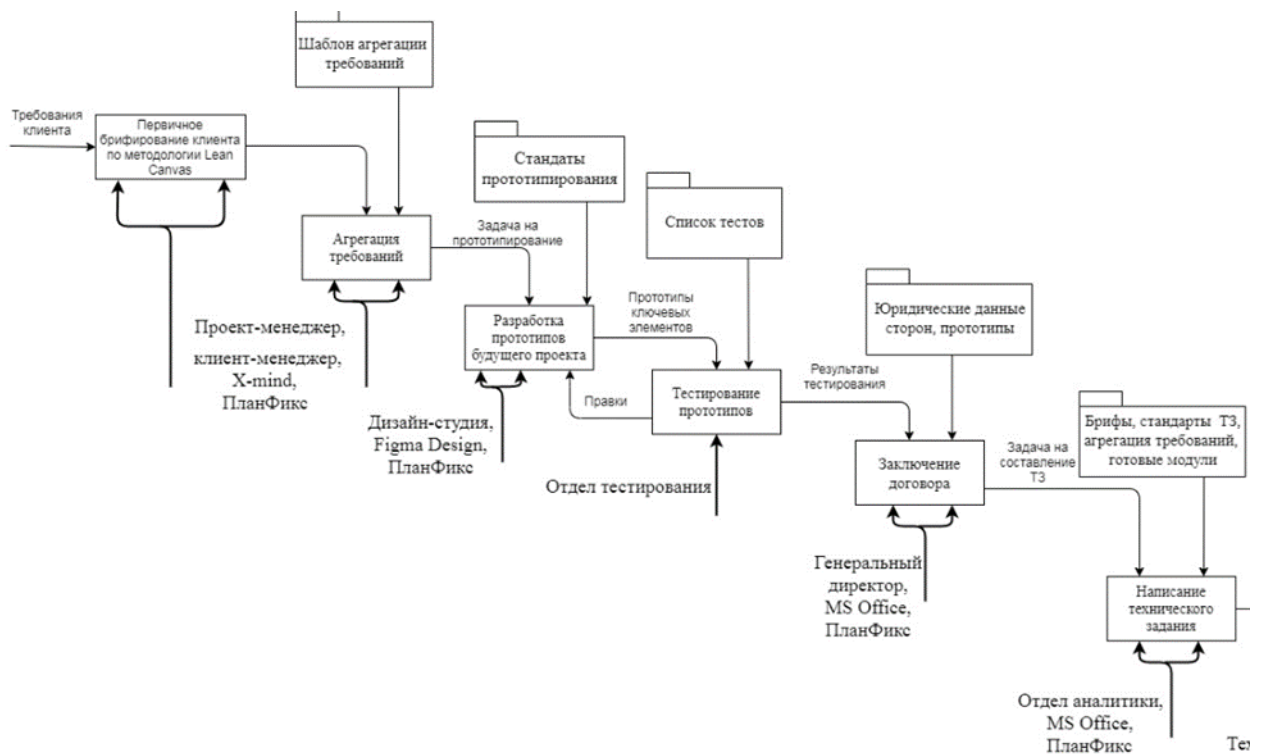 Шаблон агрегации
требований
Требования
клиента
Первичное
брифирование клиента
по методологии Lean
Canvas
Стандаты
прототипирования
Список тестов
Агрегация
требований
Задача на
прототипирование
Прототипы
ключевых
элементов
Юридические данные
сторон, прототипы
Проект-менеджер,
клиент-менеджер,
X-mind,
ПланФикс
Разработка
прототипов
будущего проекта
Тестирование
прототипов
Результаты
тестирования
Правки
Дизайн-студия,
Figma Design,
ПланФикс
Брифы, стандарты ТЗ,
агрегация требований,
готовые модули
Отдел тестирования
Заключение
договора
Задача на
составление
ТЗ
Генеральный
директор,
MS Office,
ПланФикс
Написание
технического
задания
Отдел аналитики,
MS Office,
ПланФикс